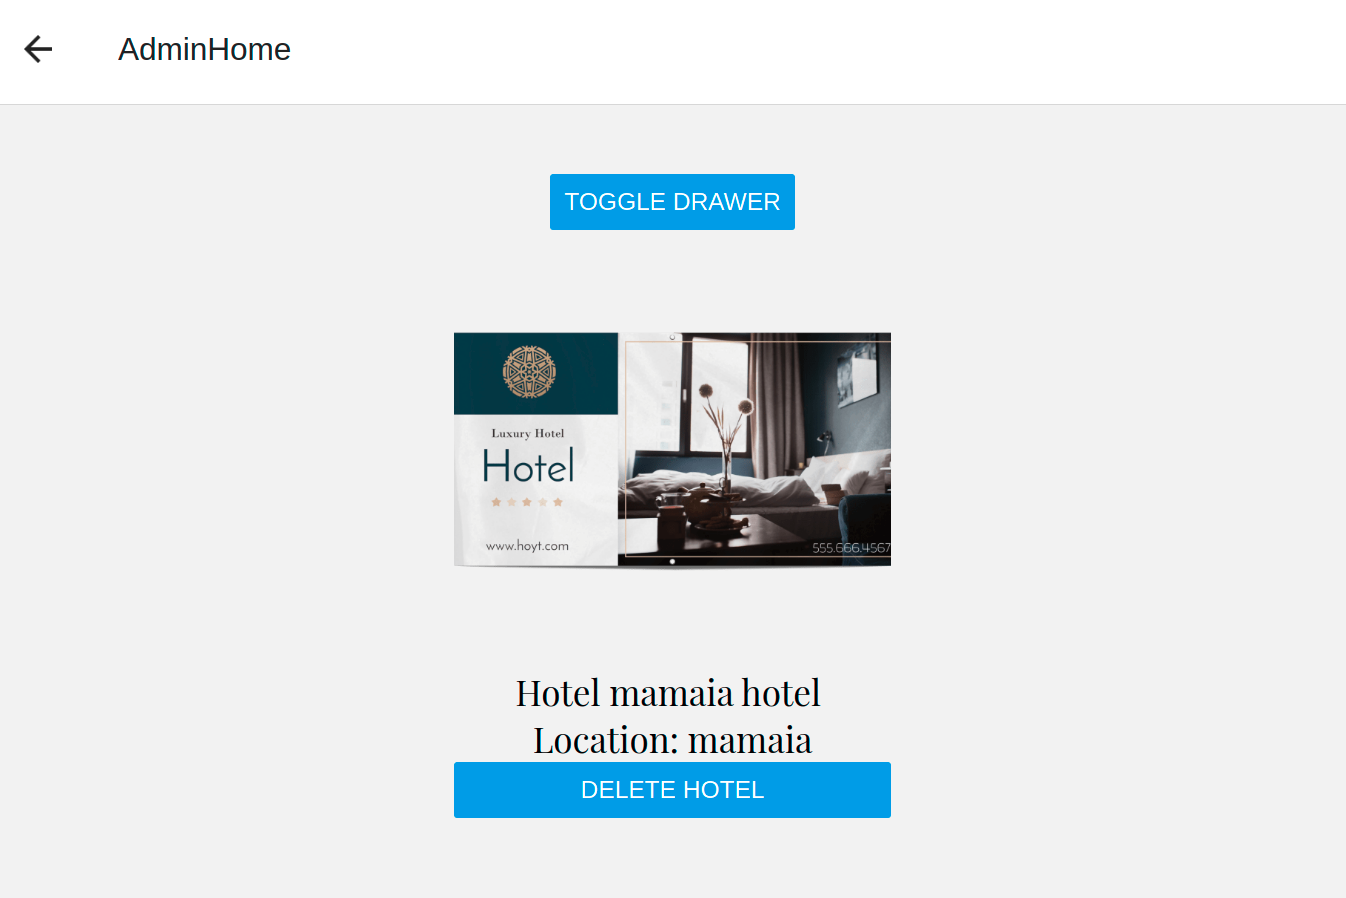 AdminHome
TOGGLE DRAWER
Luxury Hotel
Hotel
www.hoyt.com
555.666.4567
Hotel mamaia hotel
Location: mamaia
DELETE HOTEL